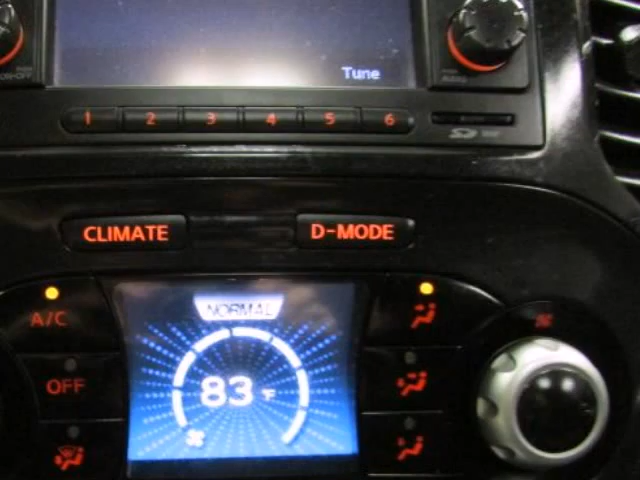 Tune
1 2 3 4 5 6
CLIMATE D-MODE
NORMAL
A/C
83 °F
OFF